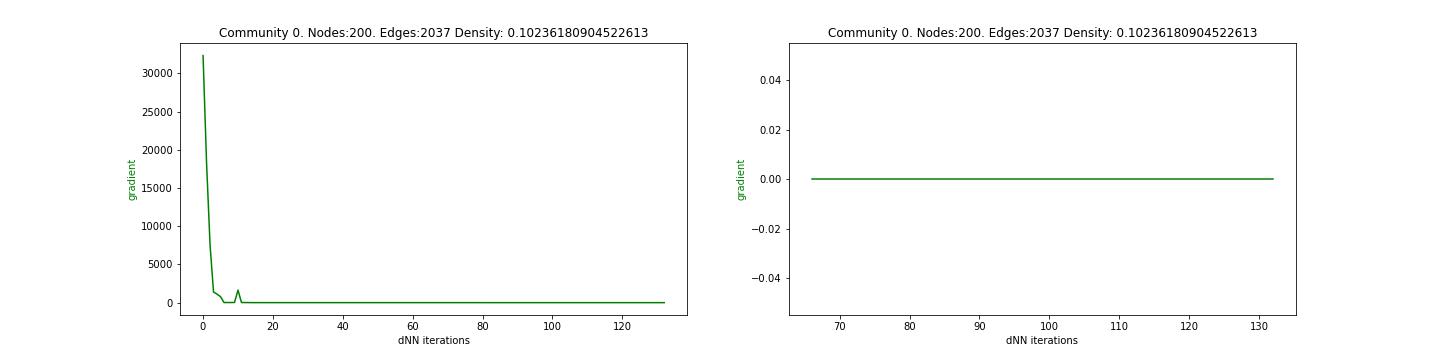 Community 0. Nodes:200. Edges:2037 Density: 0.10236180904522613
30000
25000
20000
15000
10000
5000
0
gradient
0 20 40 60 80 100 120
dNN iterations
Community 0. Nodes:200. Edges:2037 Density: 0.10236180904522613
0.04
0.02
0.00
−0.02
−0.04
gradient
70 80 90 100 110 120 130
dNN iterations